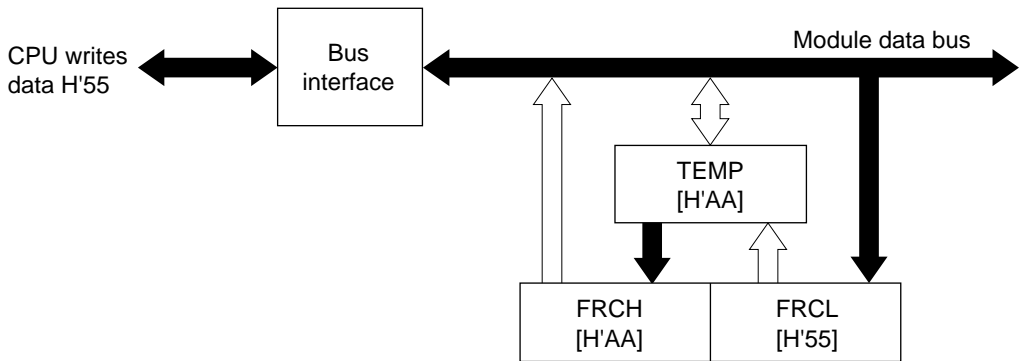 CPU writes
data H'55
Bus
interface
Module data bus
TEMP
[H'AA]
FRCH
[H'AA]
FRCL
[H'55]